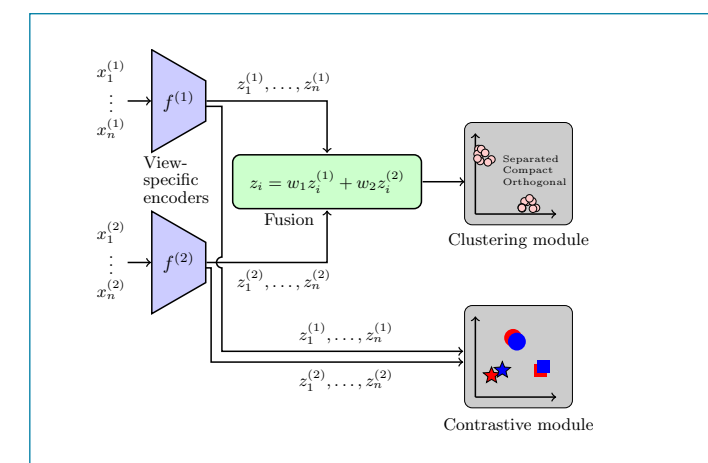 x_1^{(1)}
⋮
x_n^{(1)}
f^{(1)}
z_1^{(1)}, . . . , z_n^{(1)}
View-
specific
encoders
z_i = w_1 z_i^{(1)} + w_2 z_i^{(2)}
Fusion
Separated
Compact
Orthogonal
Clustering module
x_1^{(2)}
⋮
x_n^{(2)}
f^{(2)}
z_1^{(2)}, . . . , z_n^{(2)}
z_1^{(1)}, . . . , z_n^{(1)}
z_1^{(2)}, . . . , z_n^{(2)}
Contrastive module